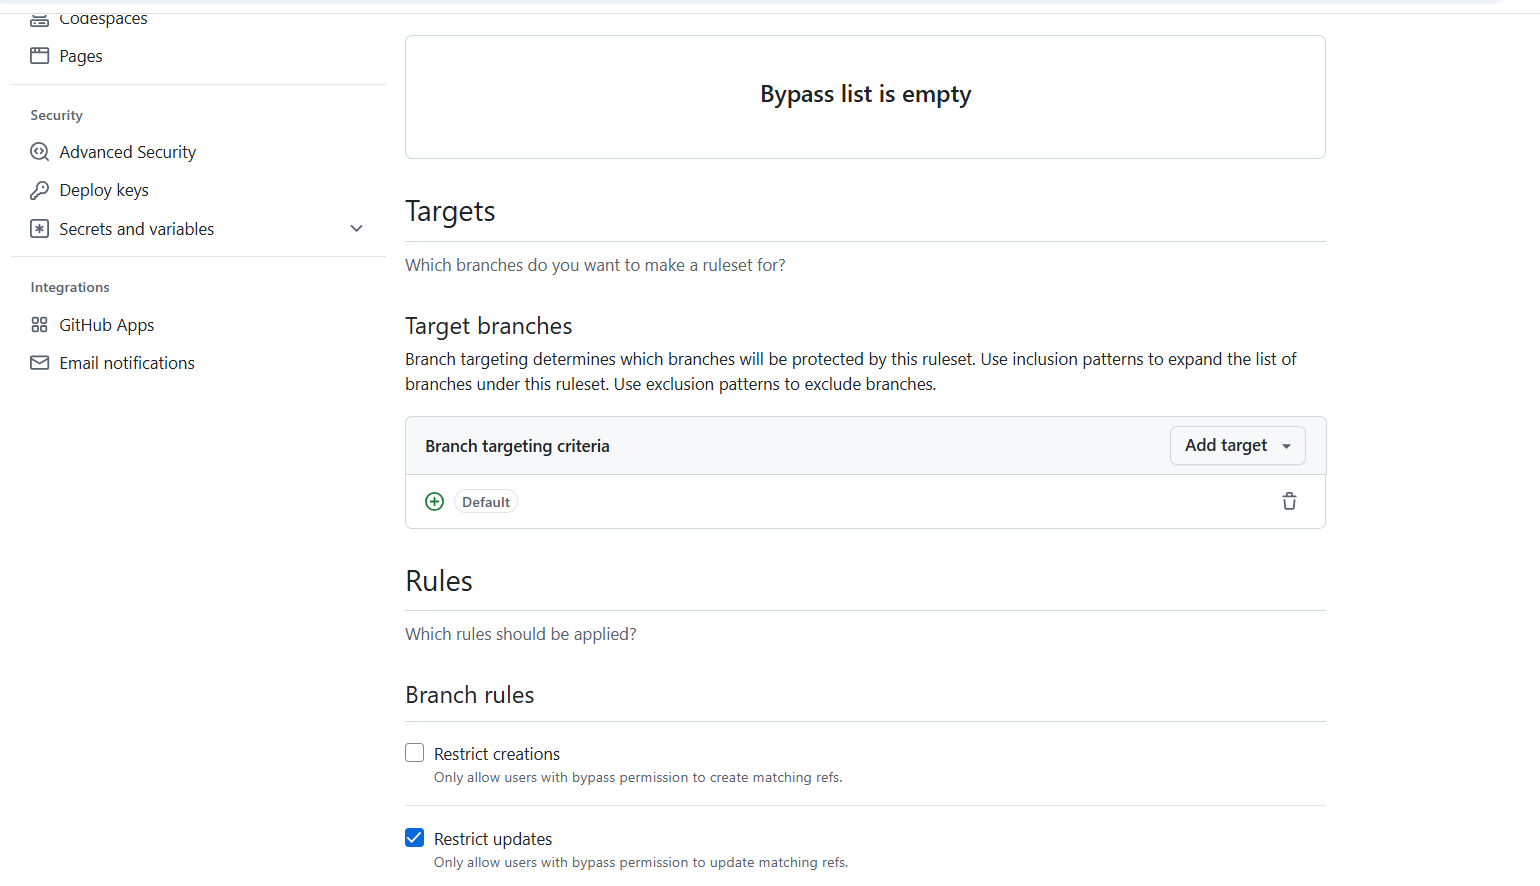 Codespaces
Pages
Security
Advanced Security
Deploy keys
Secrets and variables
Integrations
GitHub Apps
Email notifications
Bypass list is empty
Targets
Which branches do you want to make a ruleset for?
Target branches
Branch targeting determines which branches will be protected by this ruleset. Use inclusion patterns to expand the list of
branches under this ruleset. Use exclusion patterns to exclude branches.
Branch targeting criteria
Add target
Default
Rules
Which rules should be applied?
Branch rules
Restrict creations
Only allow users with bypass permission to create matching refs.
Restrict updates
Only allow users with bypass permission to update matching refs.